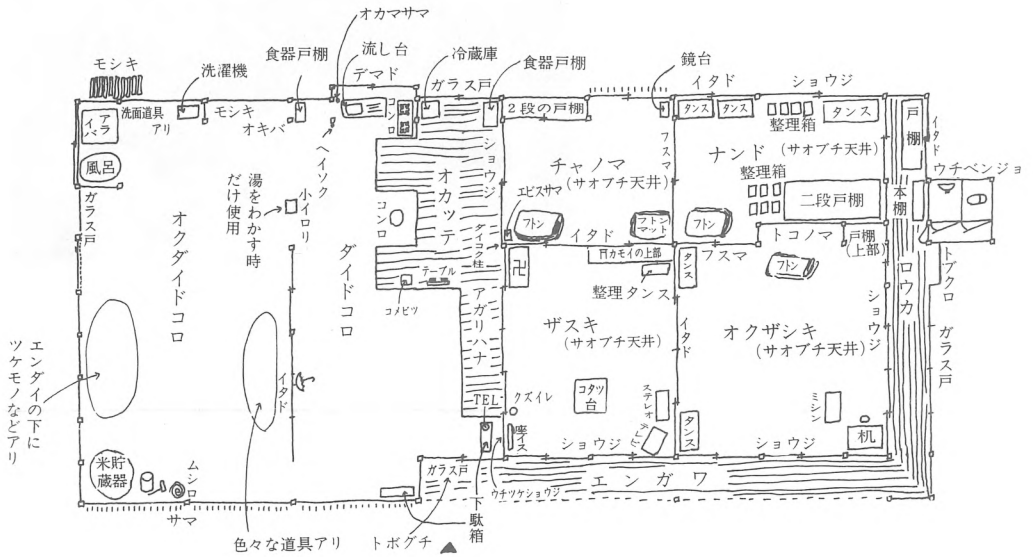 オカマサマ
モシキ
洗濯機
食器戸棚
流し台
デマド
冷蔵庫
ガラス戸
食器戸棚
鏡台
イタド
ショウジ
洗面道具
アリ
モシキ
オキバ
コンロ
2段の戸棚
タンス
タンス
整理箱
タンス
戸棚
イタド
アライバ
風呂
ヘイソク
ショウジ
フスマ
チャノマ
(サオブチ天井)
ナンド
(サオブチ天井)
整理箱
二段戸棚
本棚
ウチベンジョ
ガラス戸
湯をわかす時
だけ使用
小イロリ
コンロ
オカッテ
エビスサマ
フトン
フトン
マット
フトン
イタド
フスマ
トコノマ
戸棚
(上部)
オクダイドコロ
ダイドコロ
テーブル
コメビツ
ダイコク柱
アガリハナ
卍
カモイの上部
整理タンス
タンス
フトン
ロウカ
トブクロ
ザスキ
(サオブチ天井)
イタド
オクザシキ
(サオブチ天井)
ショウジ
ガラス戸
エンダイの下に
ツケモノなどアリ
イタド
TEL
クズイレ
コタツ
台
ステレオ
テレビ
ミシン
机
タンス
座イス
ショウジ
ショウジ
米貯
蔵器
ムシロ
ガラス戸
ウチツケショウジ
エンガワ
サマ
色々な道具アリ
トボグチ
下駄箱